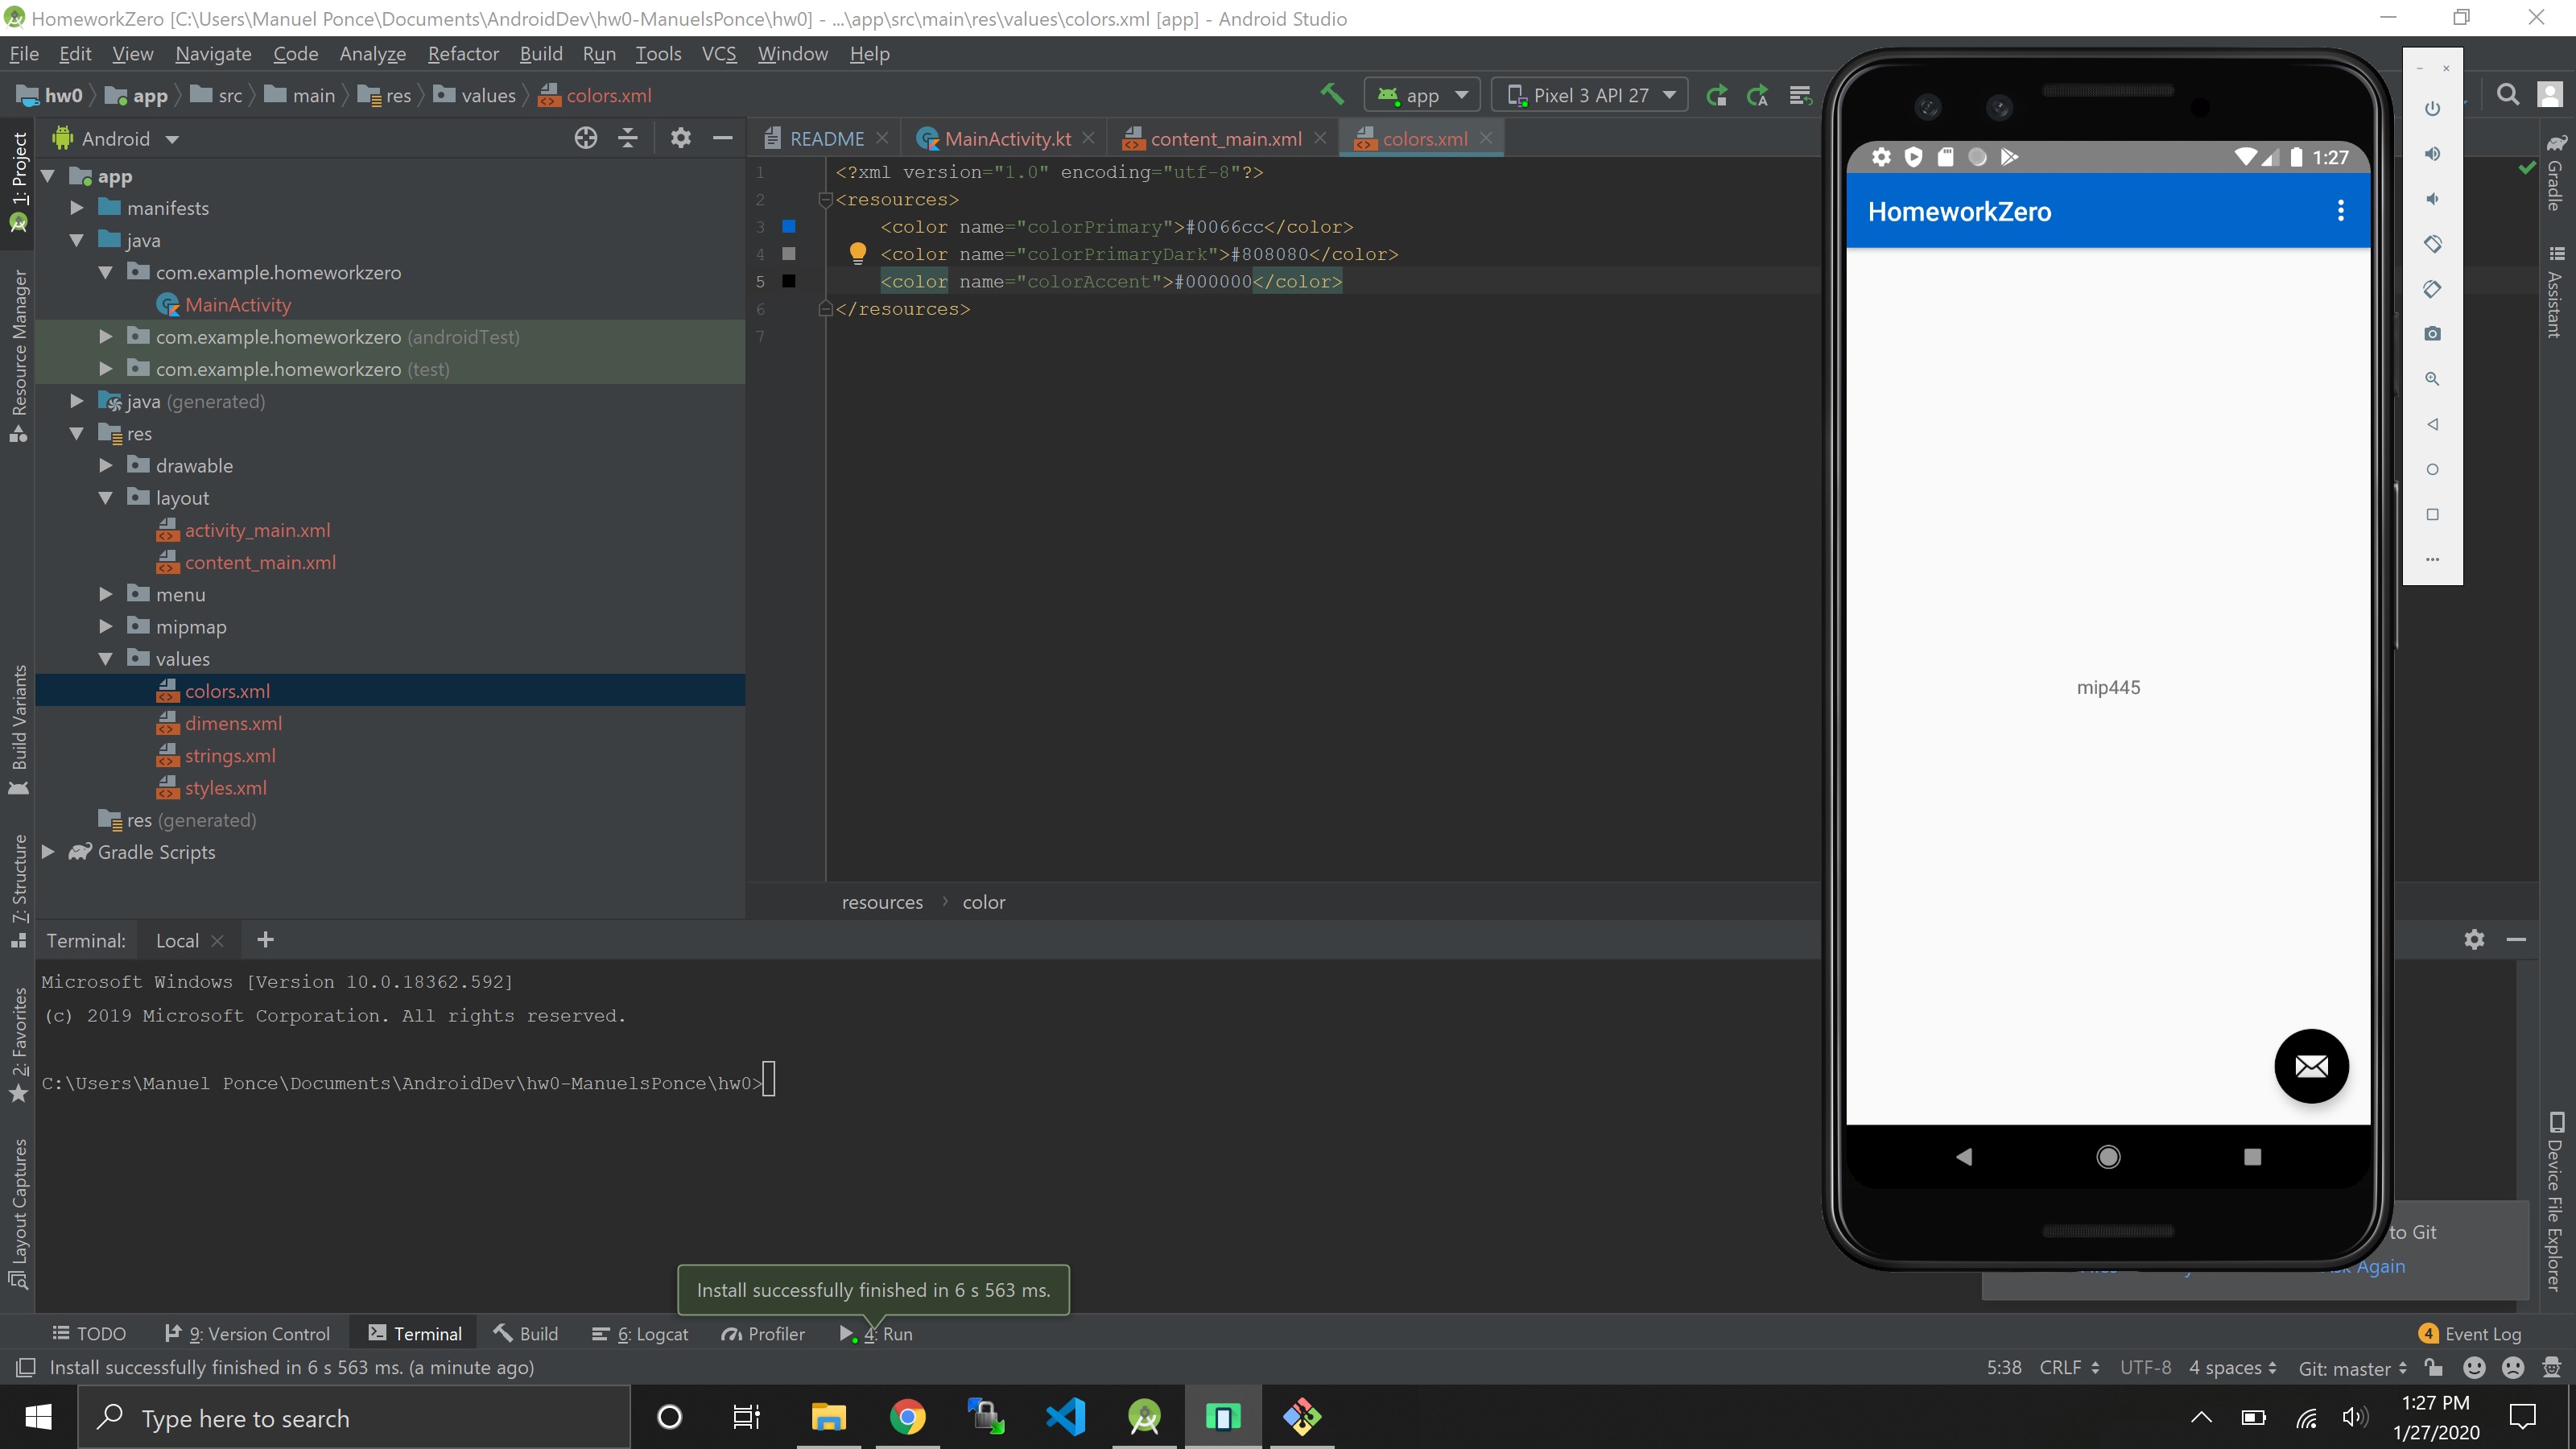 HomeworkZero [C:\Users\Manuel Ponce\Documents\AndroidDev\hw0-ManuelsPonce\hw0] - ...\app\src\main\res\values\colors.xml [app] - Android Studio
File Edit View Navigate Code Analyze Refactor Build Run Tools VCS Window Help
hw0 app src main res values colors.xml
app Pixel 3 API 27
1: Project
Resource Manager
Build Variants
7: Structure
2: Favorites
Layout Captures
Android
app
manifests
java
com.example.homeworkzero
MainActivity
com.example.homeworkzero (androidTest)
com.example.homeworkzero (test)
java (generated)
res
drawable
layout
activity_main.xml
content_main.xml
menu
mipmap
values
colors.xml
dimens.xml
strings.xml
styles.xml
res (generated)
Gradle Scripts
README MainActivity.kt content_main.xml colors.xml
1 <?xml version="1.0" encoding="utf-8"?>
2 <resources>
3 <color name="colorPrimary">#0066cc</color>
4 <color name="colorPrimaryDark">#808080</color>
5 <color name="colorAccent">#000000</color>
6 </resources>
7
resources color
1:27
HomeworkZero
mip445
Gradle
Assistant
Device File Explorer
Terminal: Local
Microsoft Windows [Version 10.0.18362.592]
(c) 2019 Microsoft Corporation. All rights reserved.
C:\Users\Manuel Ponce\Documents\AndroidDev\hw0-ManuelsPonce\hw0>
to Git
Again
Install successfully finished in 6 s 563 ms.
TODO 9: Version Control Terminal Build 6: Logcat Profiler 4: Run 4 Event Log
Install successfully finished in 6 s 563 ms. (a minute ago) 5:38 CRLF UTF-8 4 spaces Git: master
Type here to search
1:27 PM
1/27/2020